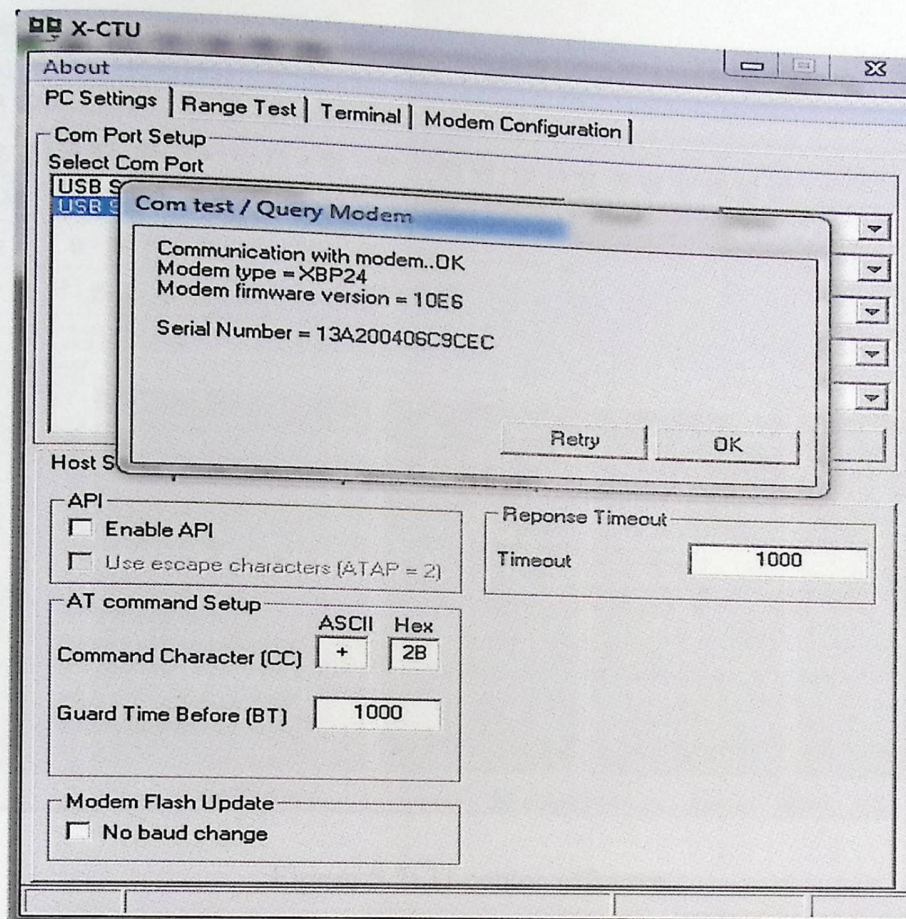 X-CTU
About
PC Settings Range Test Terminal Modem Configuration
Com Port Setup
Select Com Port
USB S
USB S
Com test / Query Modem
Communication with modem..OK
Modem type = XBP24
Modem firmware version = 10E6
Serial Number = 13A200406C9CEC
Retry OK
Host S
API
Enable API
Use escape characters (ATAP = 2)
Reponse Timeout
Timeout 1000
AT command Setup
ASCII Hex
Command Character (CC) + 2B
Guard Time Before (BT) 1000
Modem Flash Update
No baud change